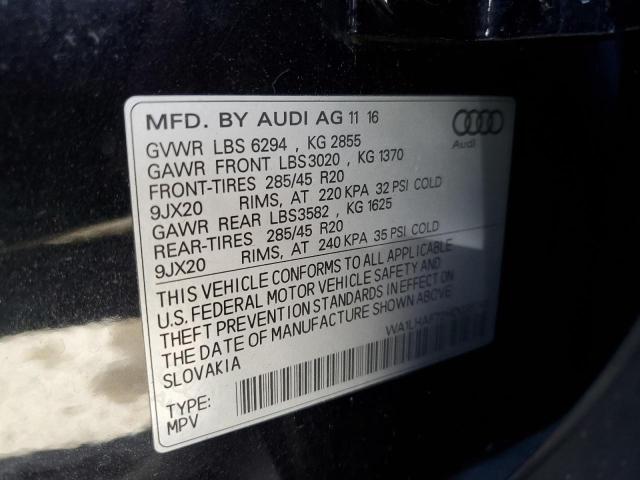 MFD. BY AUDI AG 11 16
Audi
GVWR LBS 6294 , KG 2855
GAWR FRONT LBS3020 , KG 1370
FRONT-TIRES 285/45 R20
9JX20 RIMS, AT 220 KPA 32 PSI COLD
GAWR REAR LBS3582 , KG 1625
REAR-TIRES 285/45 R20
9JX20 RIMS, AT 240 KPA 35 PSI COLD
THIS VEHICLE CONFORMS TO ALL APPLICABLE
U.S. FEDERAL MOTOR VEHICLE SAFETY AND
THEFT PREVENTION STANDARDS IN EFFECT ON
THE DATE OF MANUFACTURE SHOWN ABOVE
SLOVAKIA
TYPE:
MPV